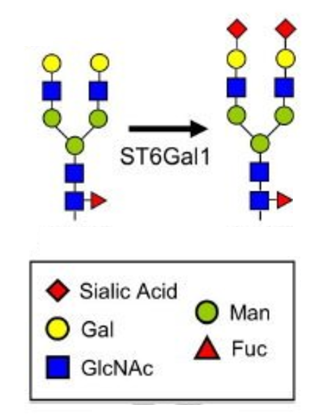 ST6Gal1
Sialic Acid
Gal
GlcNAc
Man
Fuc